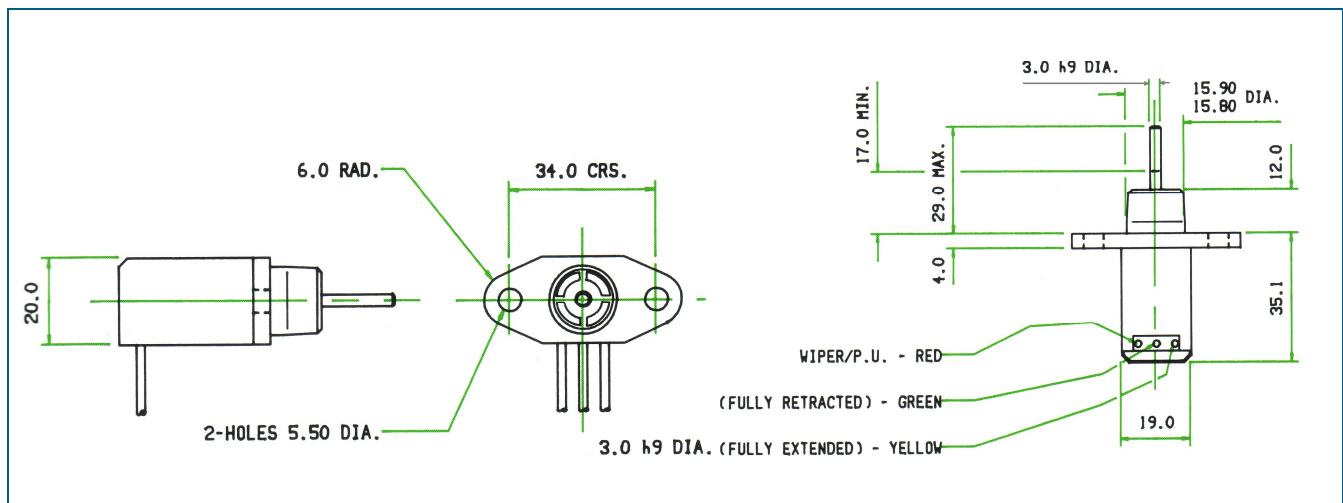 3.0 h9 DIA.
15.90
15.80 DIA.
17.0 MIN.
29.0 MAX.
12.0
6.0 RAD.
34.0 CRS.
20.0
4.0
35.1
WIPER/P.U. - RED
(FULLY RETRACTED) - GREEN
2-HOLES 5.50 DIA.
3.0 h9 DIA. (FULLY EXTENDED) - YELLOW
19.0